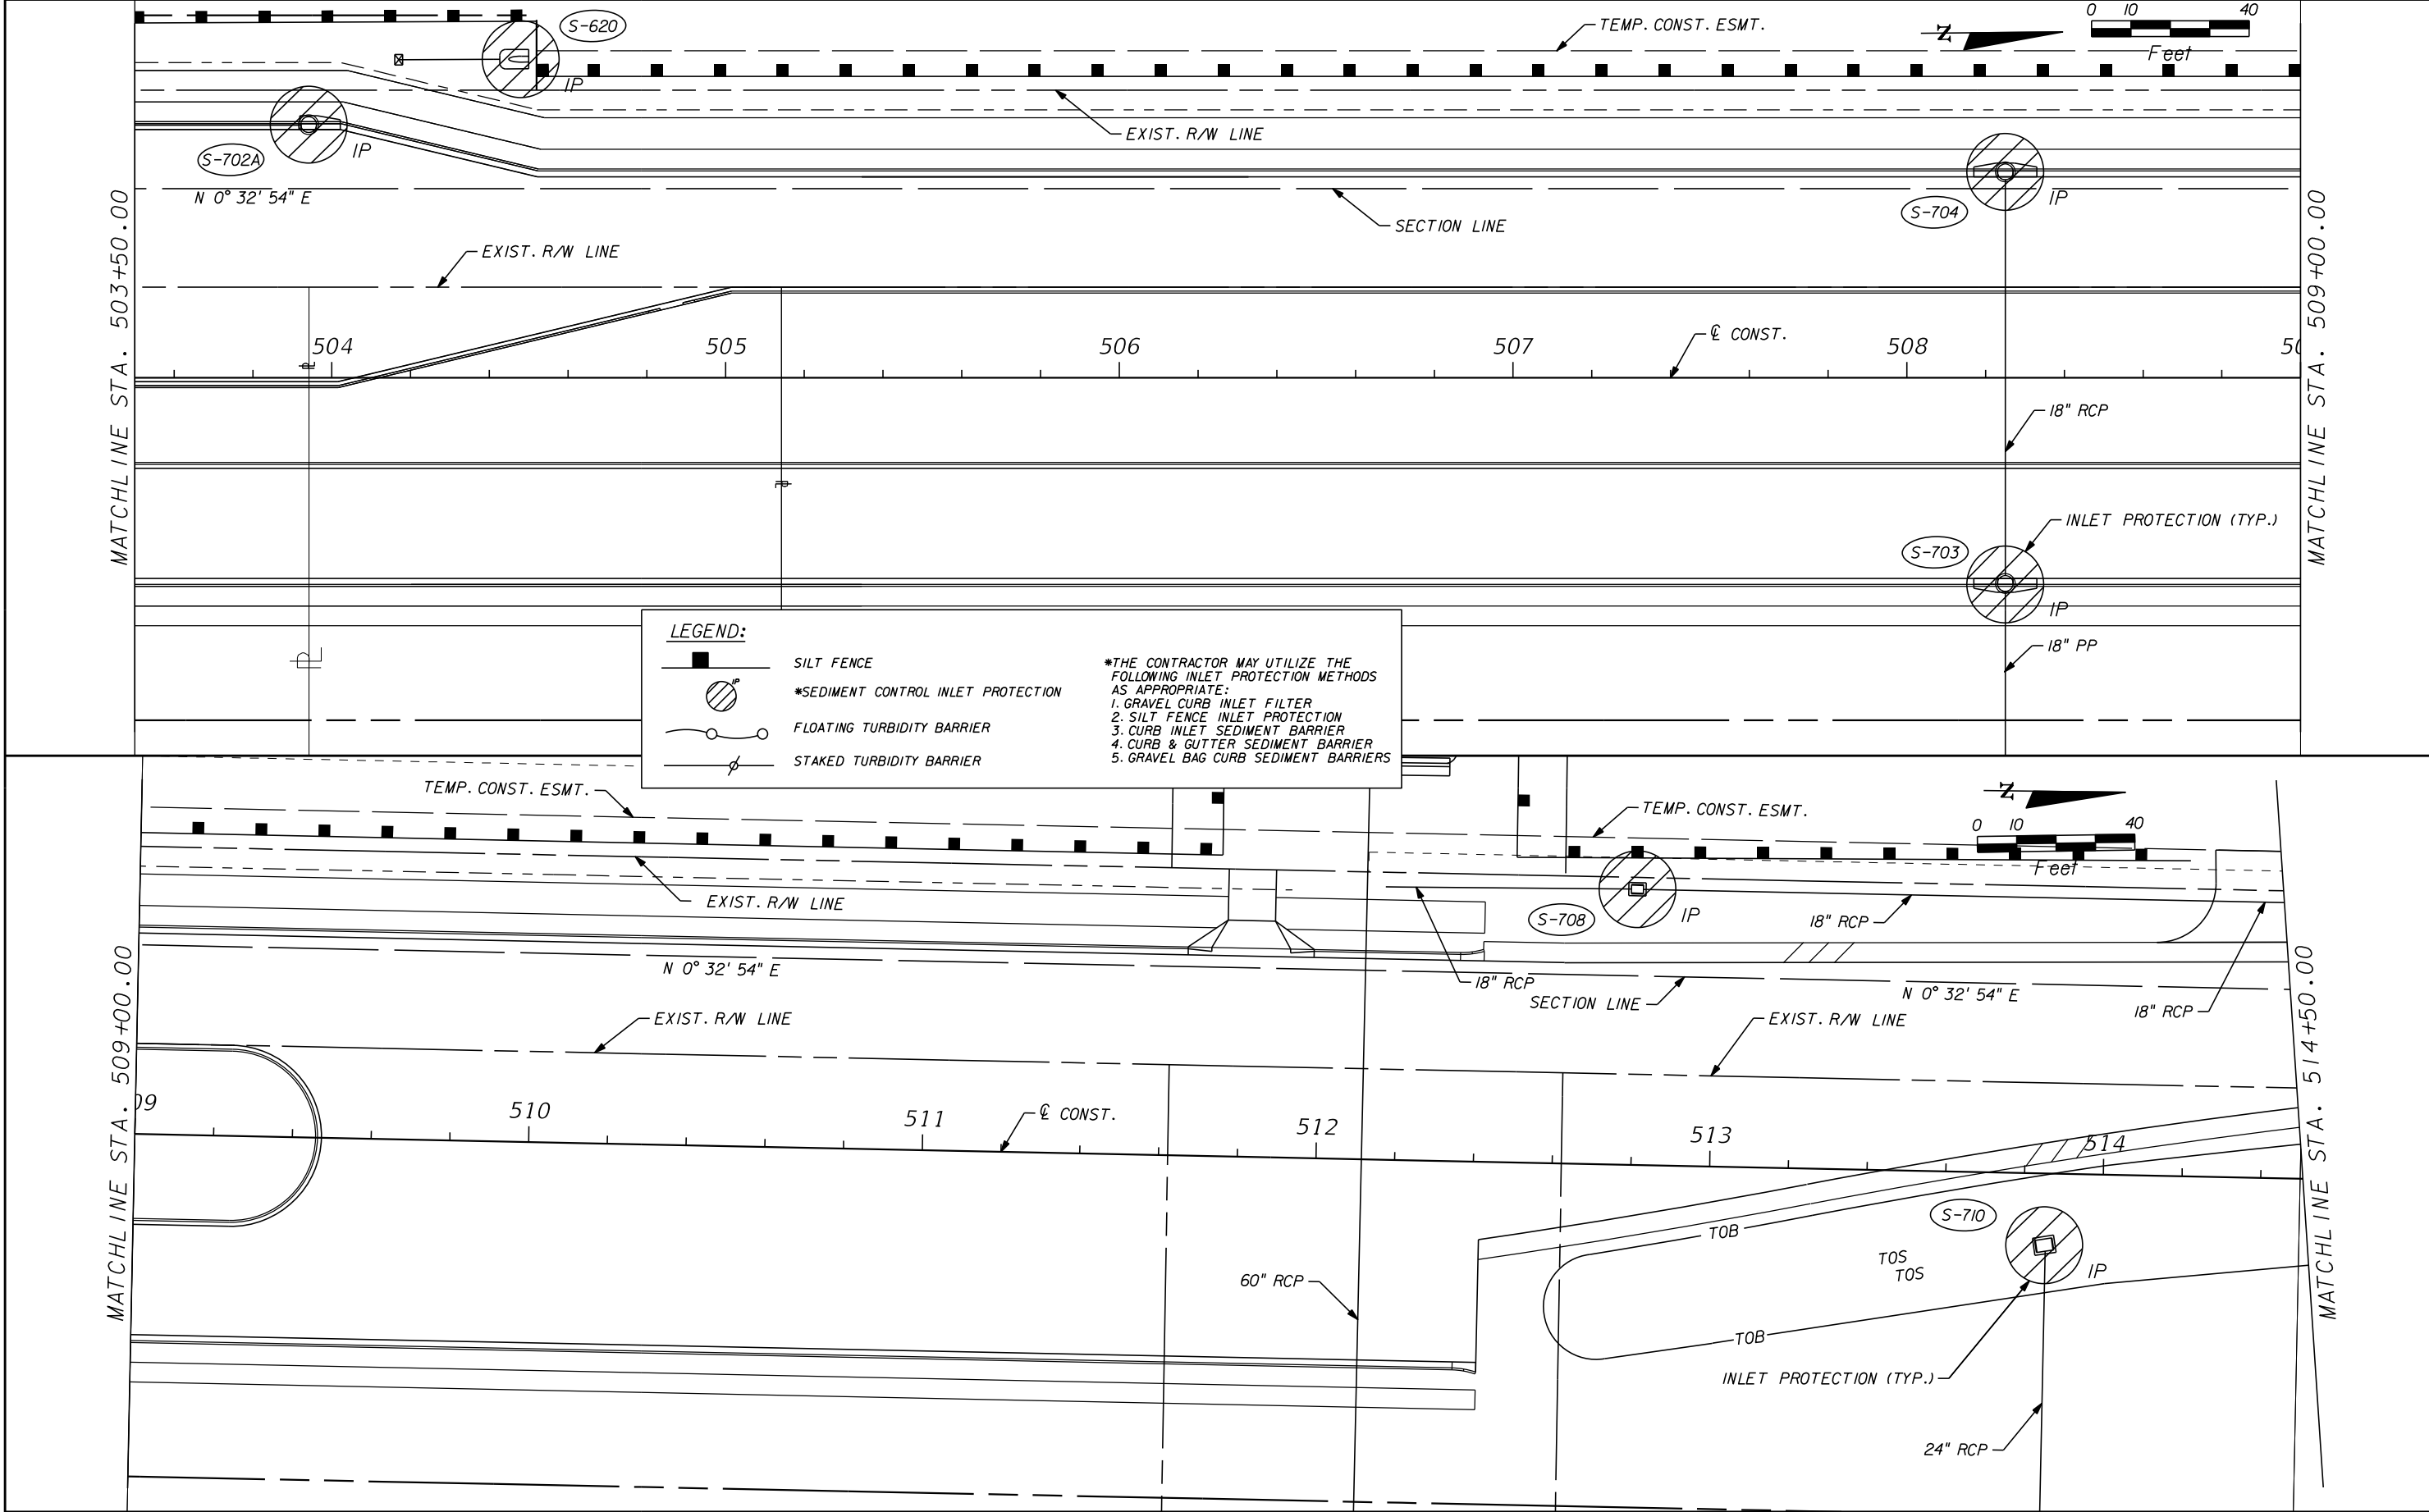 S-620
TEMP. CONST. ESMT.
N
0 10 40
Feet
IP
EXIST. R/W LINE
S-702A
IP
N 0° 32' 54" E
SECTION LINE
S-704
IP
EXIST. R/W LINE
MATCHLINE STA. 503+50.00
MATCHLINE STA. 509+00.00
504
505
506
507
508
50
℄ CONST.
18" RCP
INLET PROTECTION (TYP.)
S-703
IP
18" PP
LEGEND:
SILT FENCE
IP
*SEDIMENT CONTROL INLET PROTECTION
FLOATING TURBIDITY BARRIER
STAKED TURBIDITY BARRIER
*THE CONTRACTOR MAY UTILIZE THE
FOLLOWING INLET PROTECTION METHODS
AS APPROPRIATE:
1. GRAVEL CURB INLET FILTER
2. SILT FENCE INLET PROTECTION
3. CURB INLET SEDIMENT BARRIER
4. CURB & GUTTER SEDIMENT BARRIER
5. GRAVEL BAG CURB SEDIMENT BARRIERS
TEMP. CONST. ESMT.
TEMP. CONST. ESMT.
N
0 10 40
Feet
EXIST. R/W LINE
S-708
IP
18" RCP
N 0° 32' 54" E
18" RCP
SECTION LINE
N 0° 32' 54" E
18" RCP
EXIST. R/W LINE
EXIST. R/W LINE
MATCHLINE STA. 509+00.00
MATCHLINE STA. 514+50.00
09
510
511
℄ CONST.
512
513
514
S-710
TOB
TOS
TOS
IP
60" RCP
TOB
INLET PROTECTION (TYP.)
24" RCP